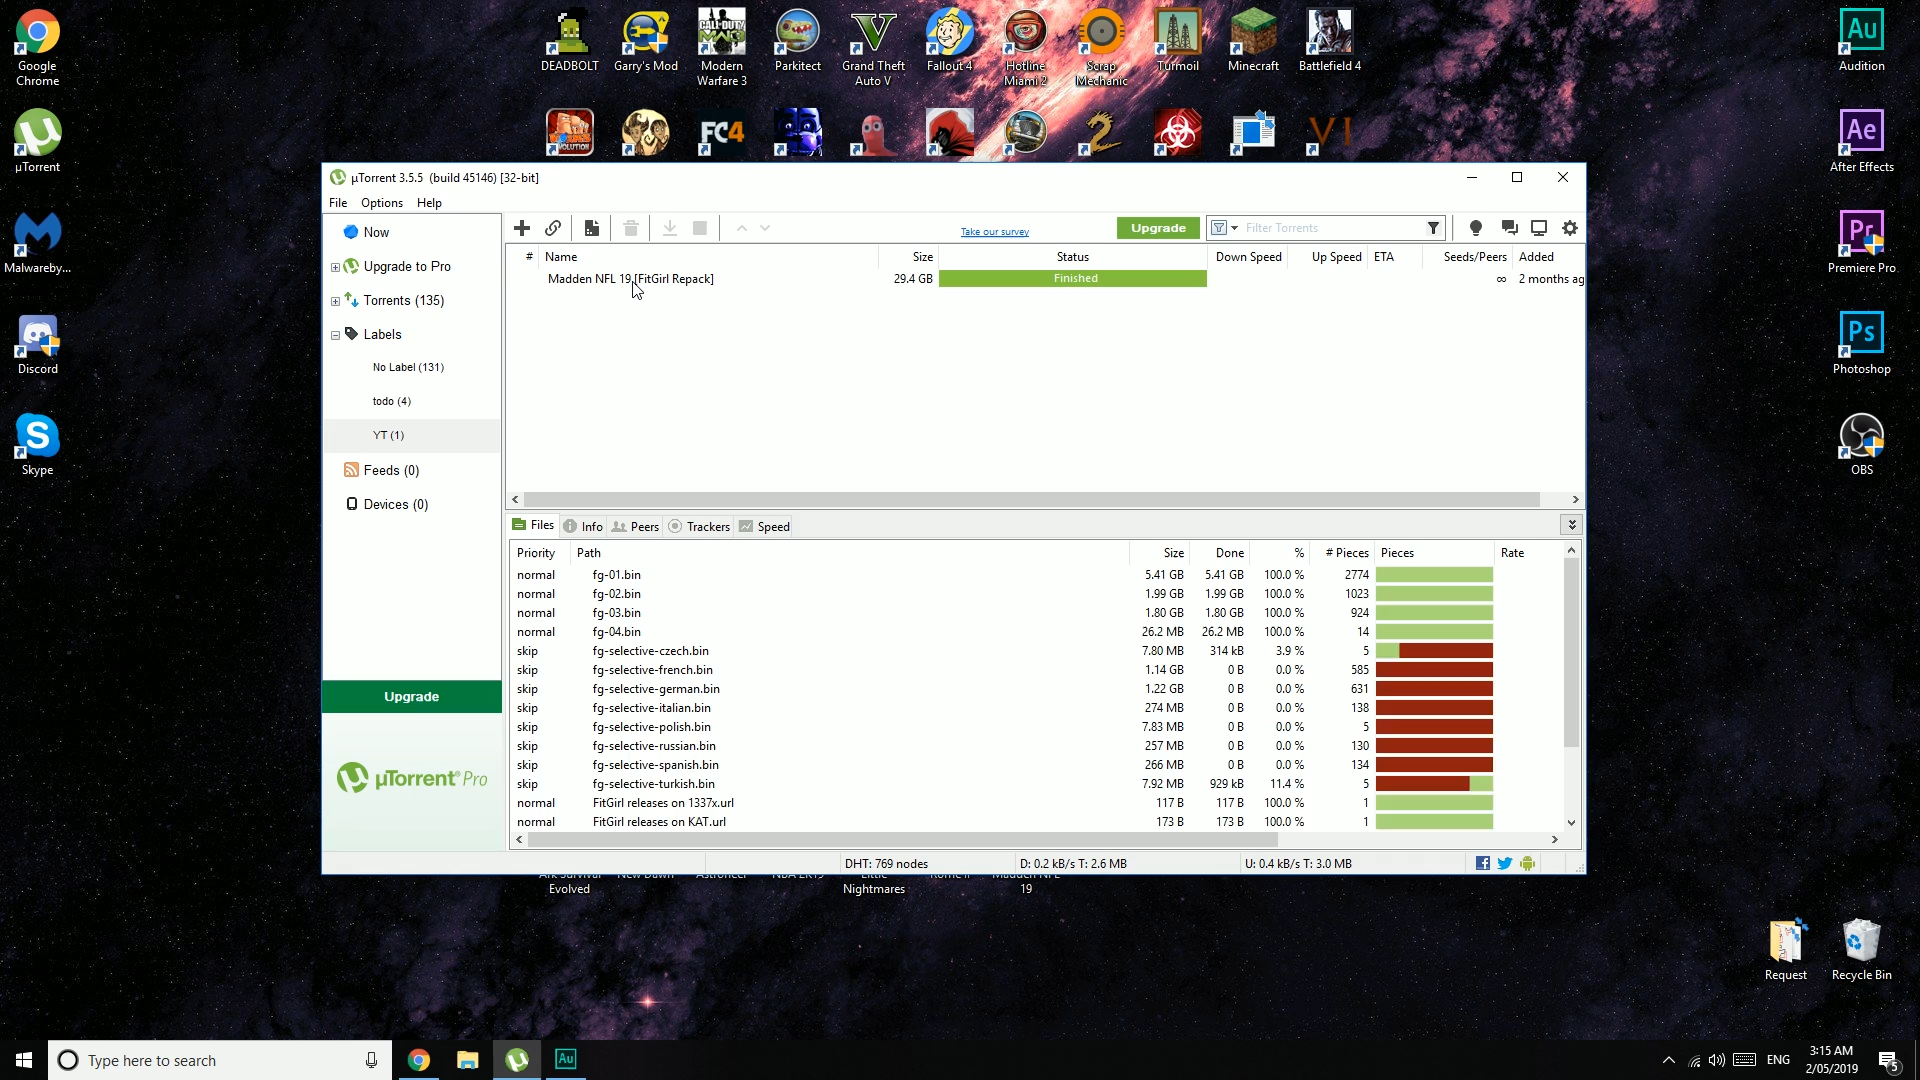 Google
Chrome
DEADBOLT
Garry's Mod
Modern
Warfare 3
Parkitect
Grand Theft
Auto V
Fallout 4
Hotline
Miami 2
Scrap
Mechanic
Turmoil
Minecraft
Battlefield 4
Au
Audition
µTorrent
FC4
2
VI
Ae
After Effects
Malwareby...
Pr
Premiere Pro
Discord
Ps
Photoshop
Skype
OBS
µTorrent 3.5.5 (build 45146) [32-bit]
File Options Help
Now
Upgrade to Pro
Torrents (135)
Labels
No Label (131)
todo (4)
YT (1)
Feeds (0)
Devices (0)
Upgrade
µTorrent Pro
Take our survey
Upgrade
Filter Torrents
# Name Size Status Down Speed Up Speed ETA Seeds/Peers Added
Madden NFL 19 [FitGirl Repack] 29.4 GB Finished ∞ 2 months ag
Files Info Peers Trackers Speed
Priority Path Size Done % # Pieces Pieces Rate
normal fg-01.bin 5.41 GB 5.41 GB 100.0 % 2774
normal fg-02.bin 1.99 GB 1.99 GB 100.0 % 1023
normal fg-03.bin 1.80 GB 1.80 GB 100.0 % 924
normal fg-04.bin 26.2 MB 26.2 MB 100.0 % 14
skip fg-selective-czech.bin 7.80 MB 314 kB 3.9 % 5
skip fg-selective-french.bin 1.14 GB 0 B 0.0 % 585
skip fg-selective-german.bin 1.22 GB 0 B 0.0 % 631
skip fg-selective-italian.bin 274 MB 0 B 0.0 % 138
skip fg-selective-polish.bin 7.83 MB 0 B 0.0 % 5
skip fg-selective-russian.bin 257 MB 0 B 0.0 % 130
skip fg-selective-spanish.bin 266 MB 0 B 0.0 % 134
skip fg-selective-turkish.bin 7.92 MB 929 kB 11.4 % 5
normal FitGirl releases on 1337x.url 117 B 117 B 100.0 % 1
normal FitGirl releases on KAT.url 173 B 173 B 100.0 % 1
DHT: 769 nodes D: 0.2 kB/s T: 2.6 MB U: 0.4 kB/s T: 3.0 MB
Evolved
Nightmares
19
Request
Recycle Bin
Type here to search
Au
ENG
3:15 AM
2/05/2019
5